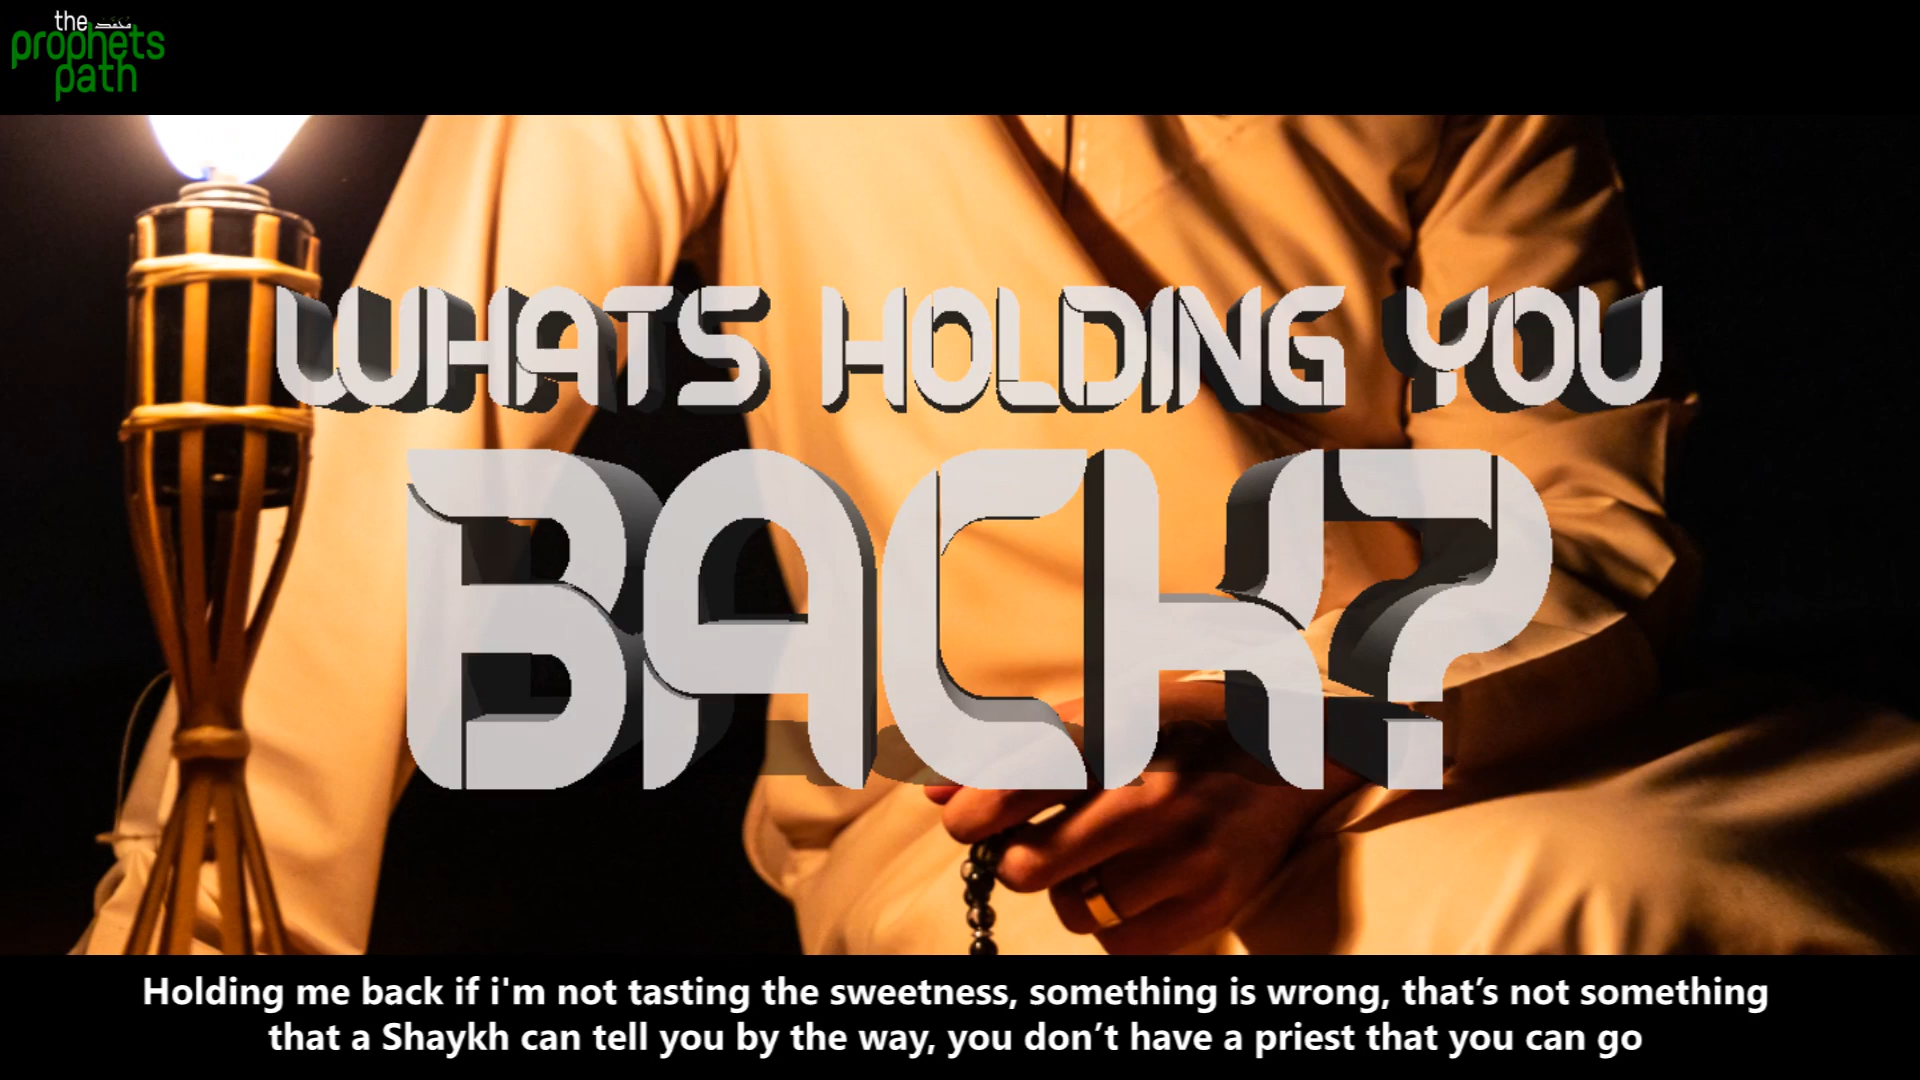 the
prophets
path
WHATS HOLDING YOU
BACK?
Holding me back if i'm not tasting the sweetness, something is wrong, that’s not something
that a Shaykh can tell you by the way, you don’t have a priest that you can go